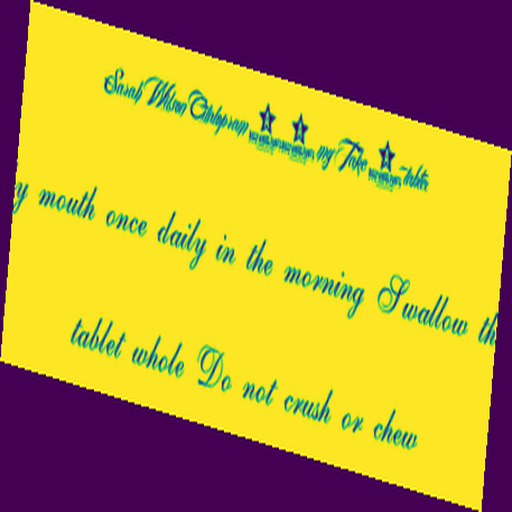 Sarah Wilson Citalopram mg Take tablet
y mouth once daily in the morning Swallow th
tablet whole Do not crush or chew